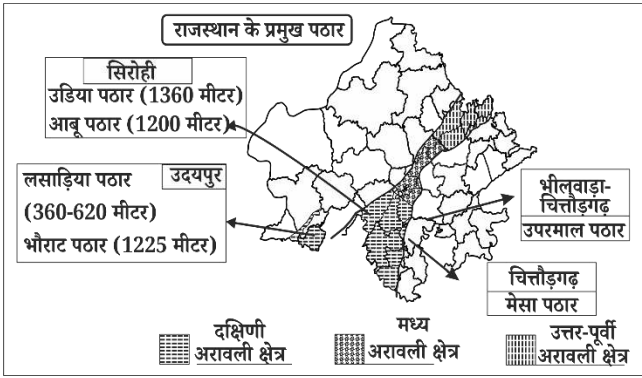 राजस्थान के प्रमुख पठार
सिरोही
उडिया पठार (1360 मीटर)
आबू पठार (1200 मीटर)
लसाड़िया पठार
उदयपुर
(360-620 मीटर)
भौराट पठार (1225 मीटर)
भीलवाड़ा-
चित्तौड़गढ़
उपरमाल पठार
चित्तौड़गढ़
मेसा पठार
दक्षिणी
अरावली क्षेत्र
मध्य
अरावली क्षेत्र
उत्तर-पूर्वी
अरावली क्षेत्र